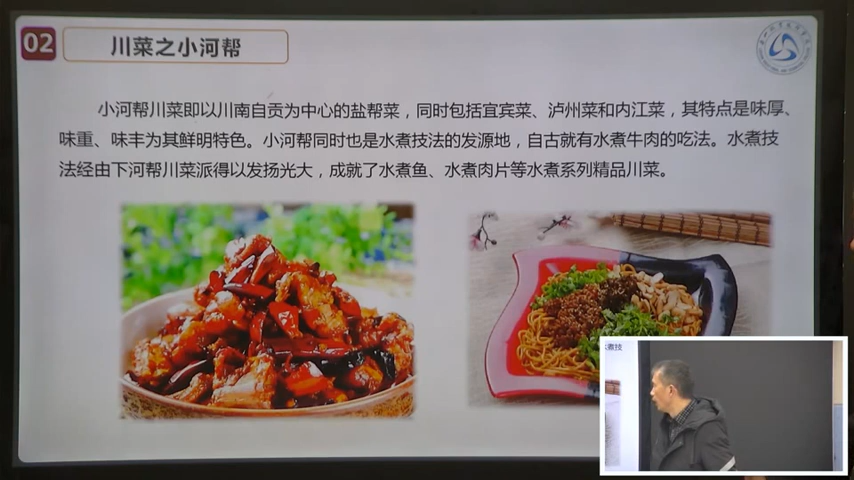 02
川菜之小河帮
小河帮川菜即以川南自贡为中心的盐帮菜，同时包括宜宾菜、泸州菜和内江菜，其特点是味厚、
味重、味丰为其鲜明特色。小河帮同时也是水煮技法的发源地，自古就有水煮牛肉的吃法。水煮技
法经由下河帮川菜派得以发扬光大，成就了水煮鱼、水煮肉片等水煮系列精品川菜。
水煮技